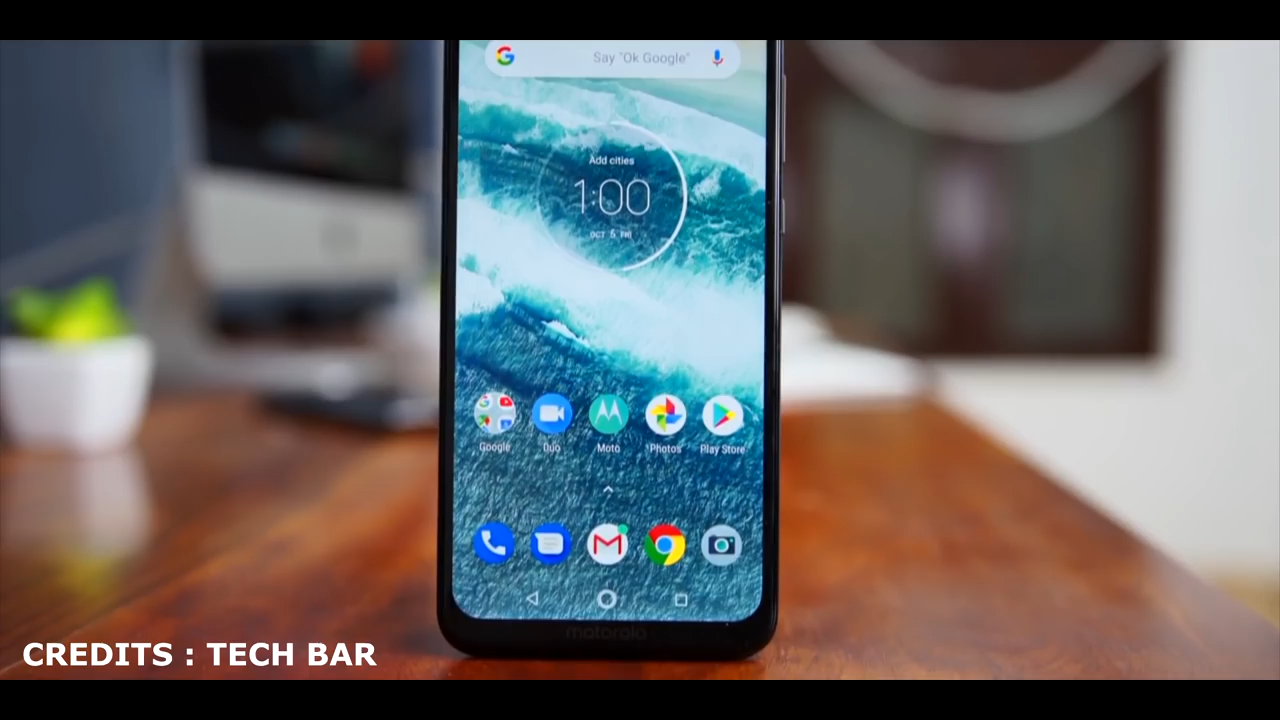 Say "Ok Google"
Add cities
1:00
OCT 5 FRI
Google Duo Moto Photos Play Store
motorola
CREDITS : TECH BAR